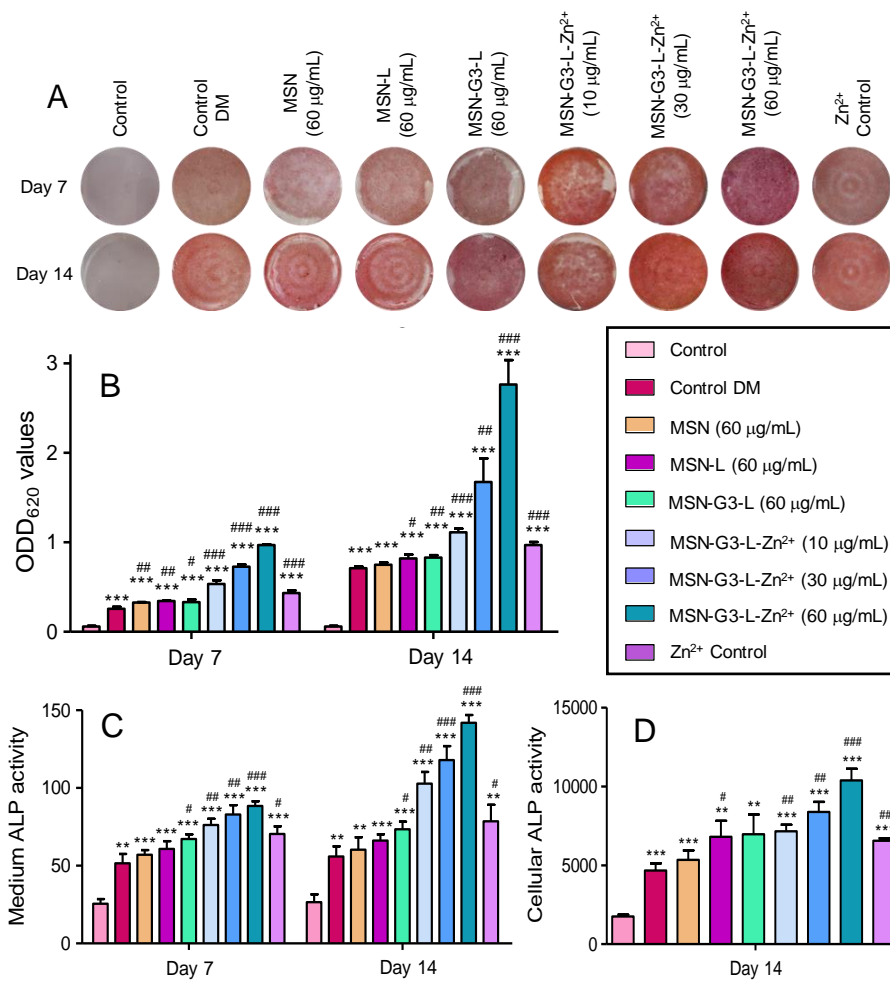 A
Control
Control
DM
MSN
(60 μg/mL)
MSN-L
(60 μg/mL)
MSN-G3-L
(60 μg/mL)
MSN-G3-L-Zn²⁺
(10 μg/mL)
MSN-G3-L-Zn²⁺
(30 μg/mL)
MSN-G3-L-Zn²⁺
(60 μg/mL)
Zn²⁺
Control
Day 7
Day 14
B
ODD₆₂₀ values
3
2
1
0
***
##
***
##
***
#
***
###
***
###
***
###
***
###
***
***
***
#
***
##
***
###
***
##
***
###
***
###
***
Day 7
Day 14
Control
Control DM
MSN (60 μg/mL)
MSN-L (60 μg/mL)
MSN-G3-L (60 μg/mL)
MSN-G3-L-Zn²⁺ (10 μg/mL)
MSN-G3-L-Zn²⁺ (30 μg/mL)
MSN-G3-L-Zn²⁺ (60 μg/mL)
Zn²⁺ Control
C
Medium ALP activity
150
100
50
0
**
***
***
#
***
##
***
##
***
###
***
#
***
**
**
***
#
***
##
***
###
***
###
***
#
**
Day 7
Day 14
D
Cellular ALP activity
15000
10000
5000
0
***
***
#
**
**
##
***
##
***
###
***
##
***
Day 14